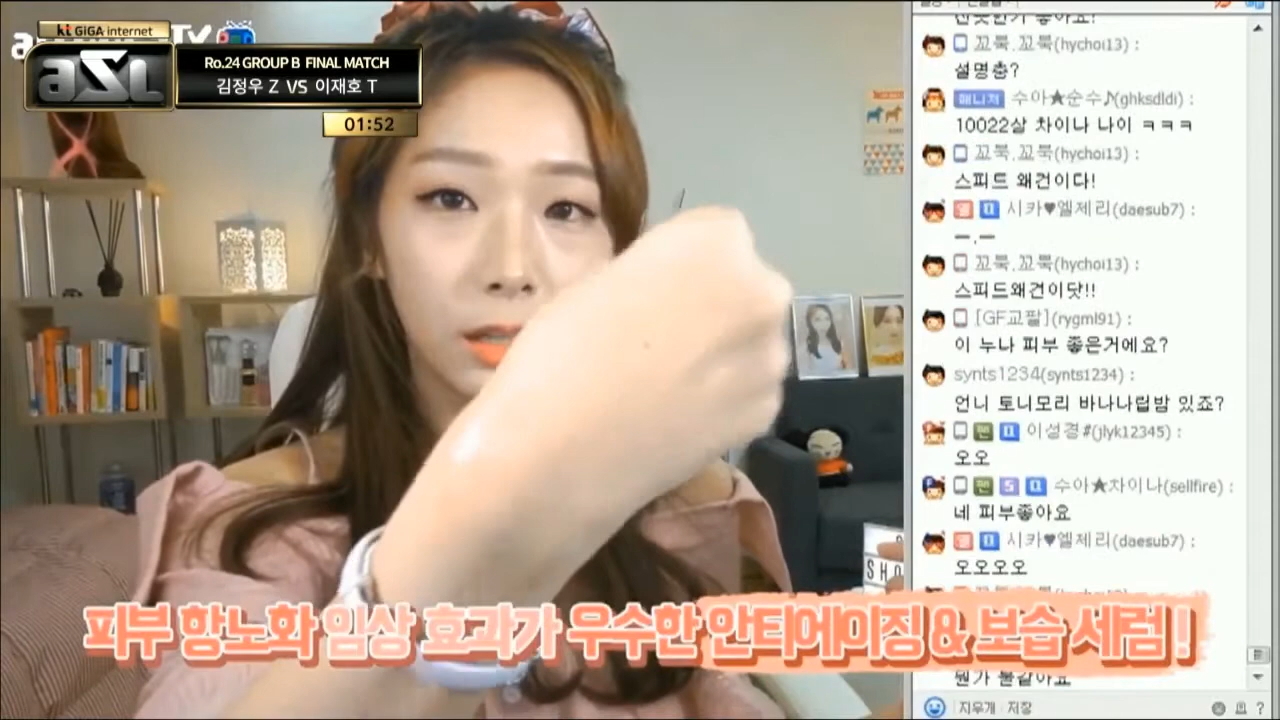 kt GiGA internet
aSL
TV
Ro.24 GROUP B FINAL MATCH
김정우 Z VS 이재호 T
01:52
SHO
피부 항노화 임상 효과가 우수한 안티에이징 & 보습 세럼!
꼬북.꼬북(hychoi13) :
설명충?
매니저 수아★순수♪(ghksdldi) :
10022살 차이나 나이 ㅋㅋㅋ
꼬북.꼬북(hychoi13) :
스피드 왜건이다!
열 Q 시카♥엘제리(daesub7) :
ㅡ.ㅡ
꼬북.꼬북(hychoi13) :
스피드왜건이닷!!
[GF교팔](rygml91) :
이 누나 피부 좋은거에요?
synts1234(synts1234) :
언니 토니모리 바나나립밤 있죠?
팬 Q 이성경#(jlyk12345) :
오오
팬 S Q 수아★차이나(sellfire) :
네 피부좋아요
열 Q 시카♥엘제리(daesub7) :
오오오오
뭔가 물같아요
지우개 저장